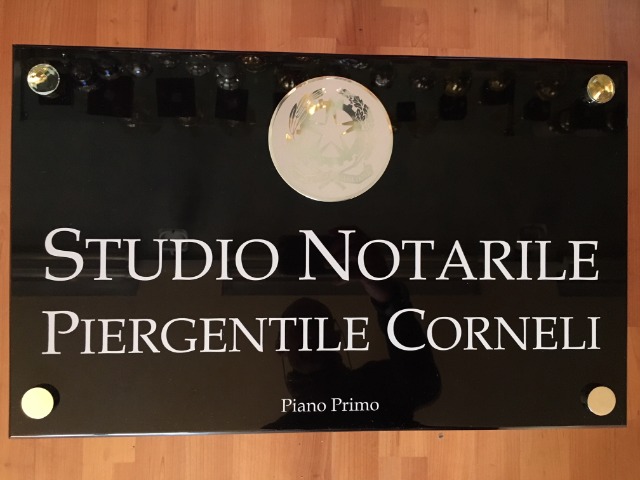 STUDIO NOTARILE
PIERGENTILE CORNELI
Piano Primo